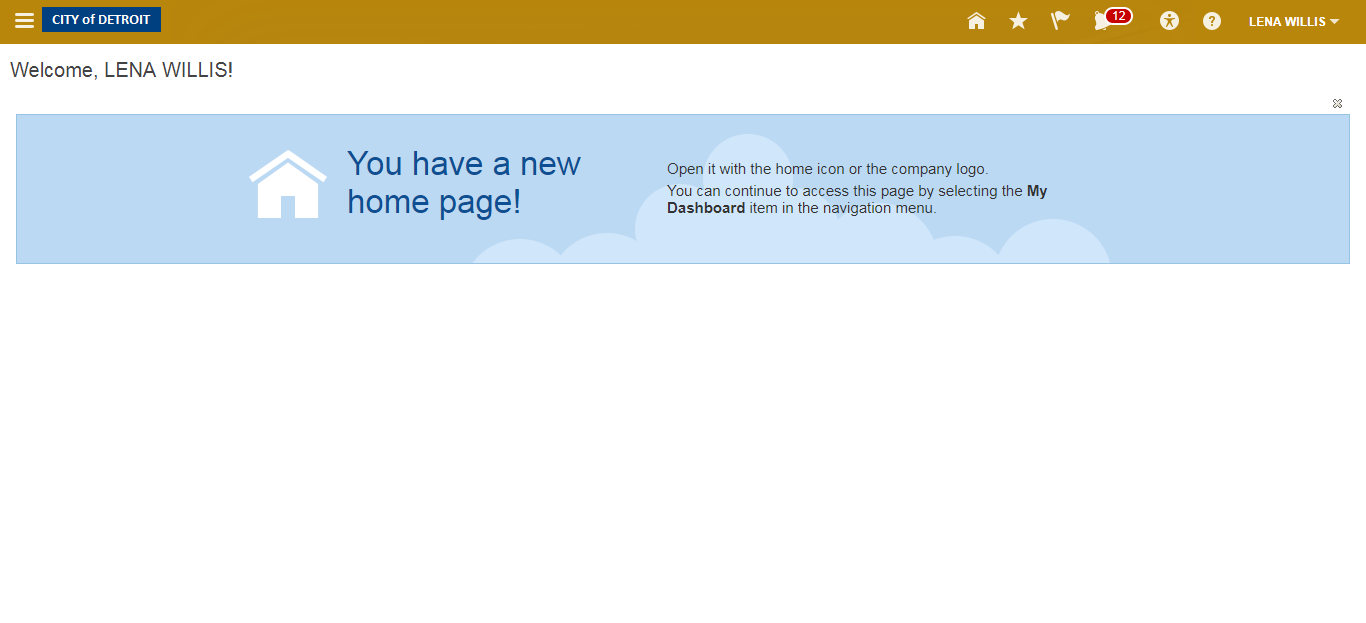 CITY of DETROIT
12
?
LENA WILLIS
Welcome, LENA WILLIS!
You have a new
home page!
Open it with the home icon or the company logo.
You can continue to access this page by selecting the My
Dashboard item in the navigation menu.